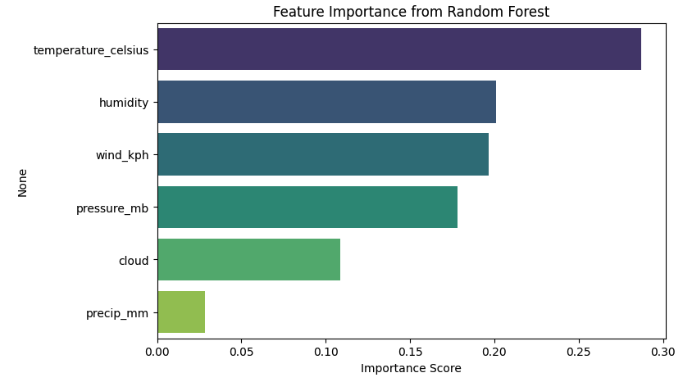 Feature Importance from Random Forest
temperature_celsius
humidity
wind_kph
None
pressure_mb
cloud
precip_mm
0.00 0.05 0.10 0.15 0.20 0.25 0.30
Importance Score